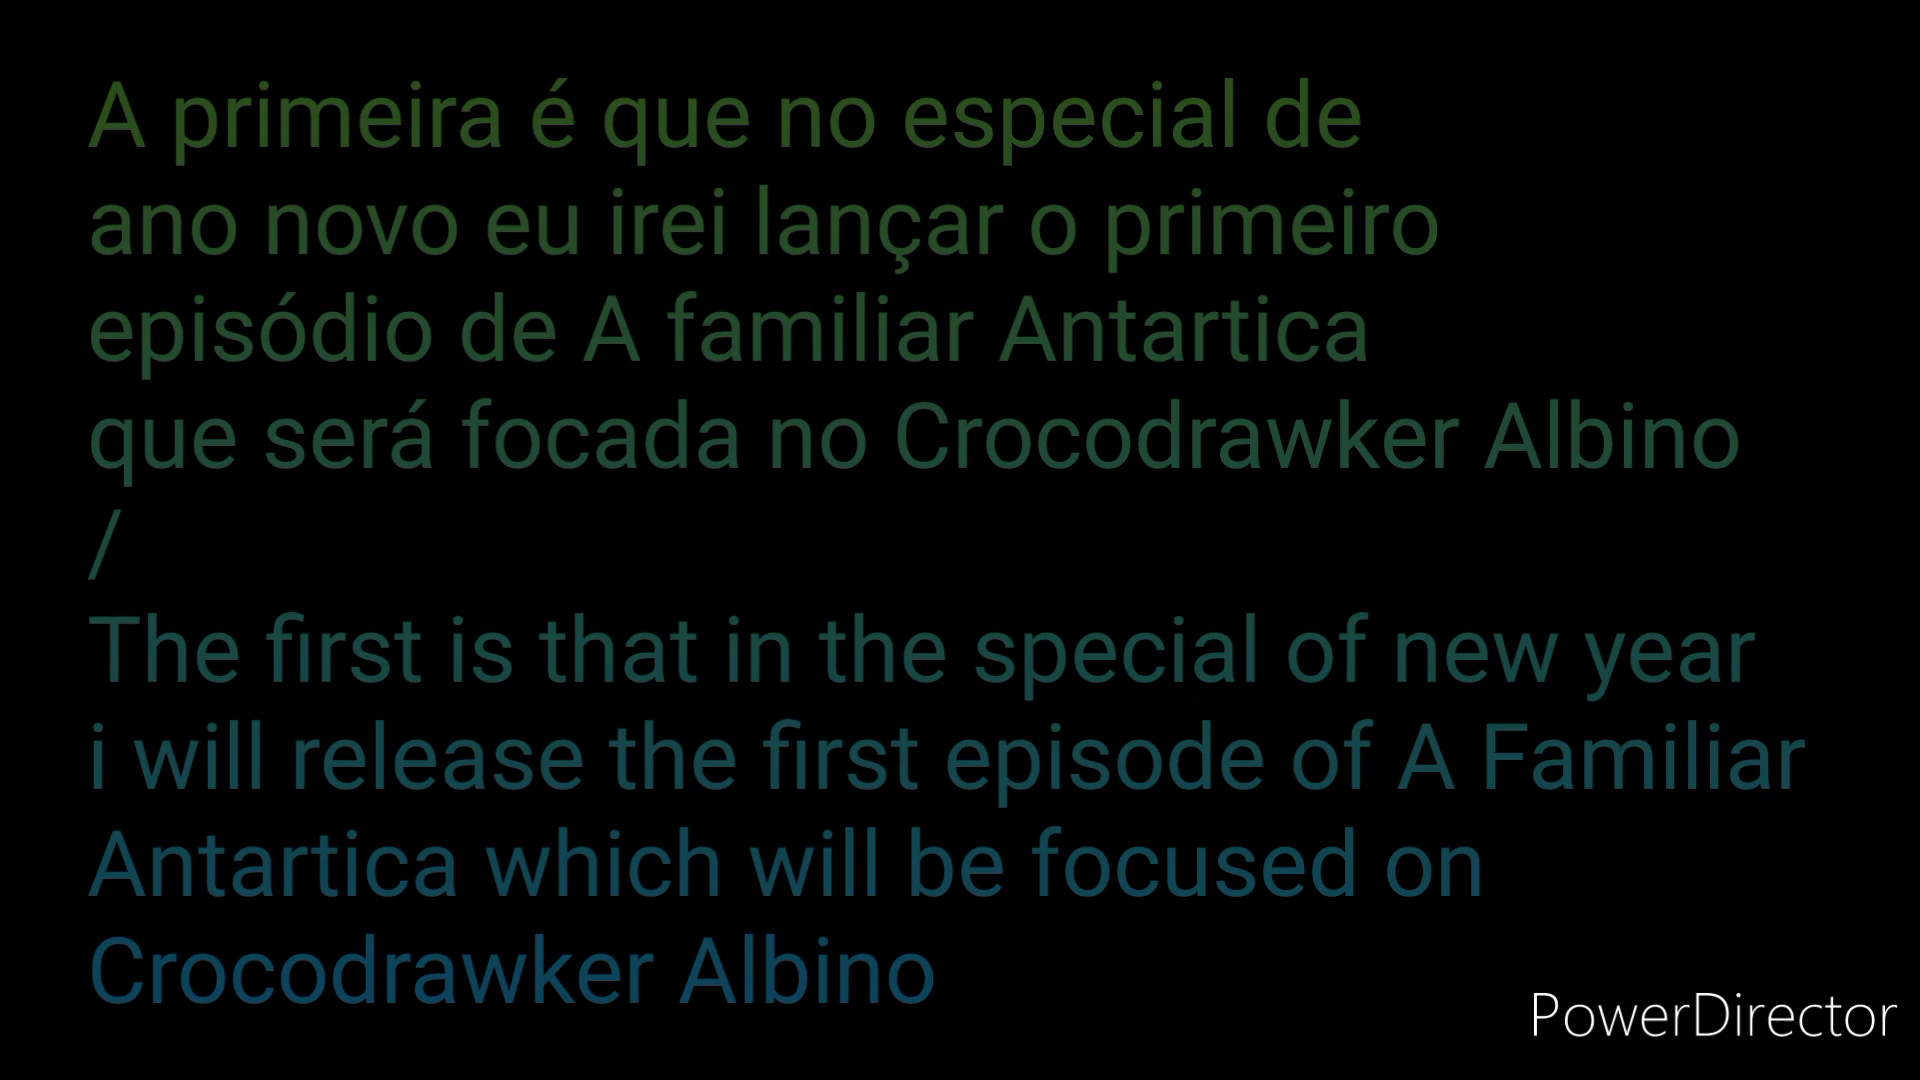 A primeira é que no especial de
ano novo eu irei lançar o primeiro
episódio de A familiar Antartica
que será focada no Crocodrawker Albino
/
The first is that in the special of new year
i will release the first episode of A Familiar
Antartica which will be focused on
Crocodrawker Albino
PowerDirector